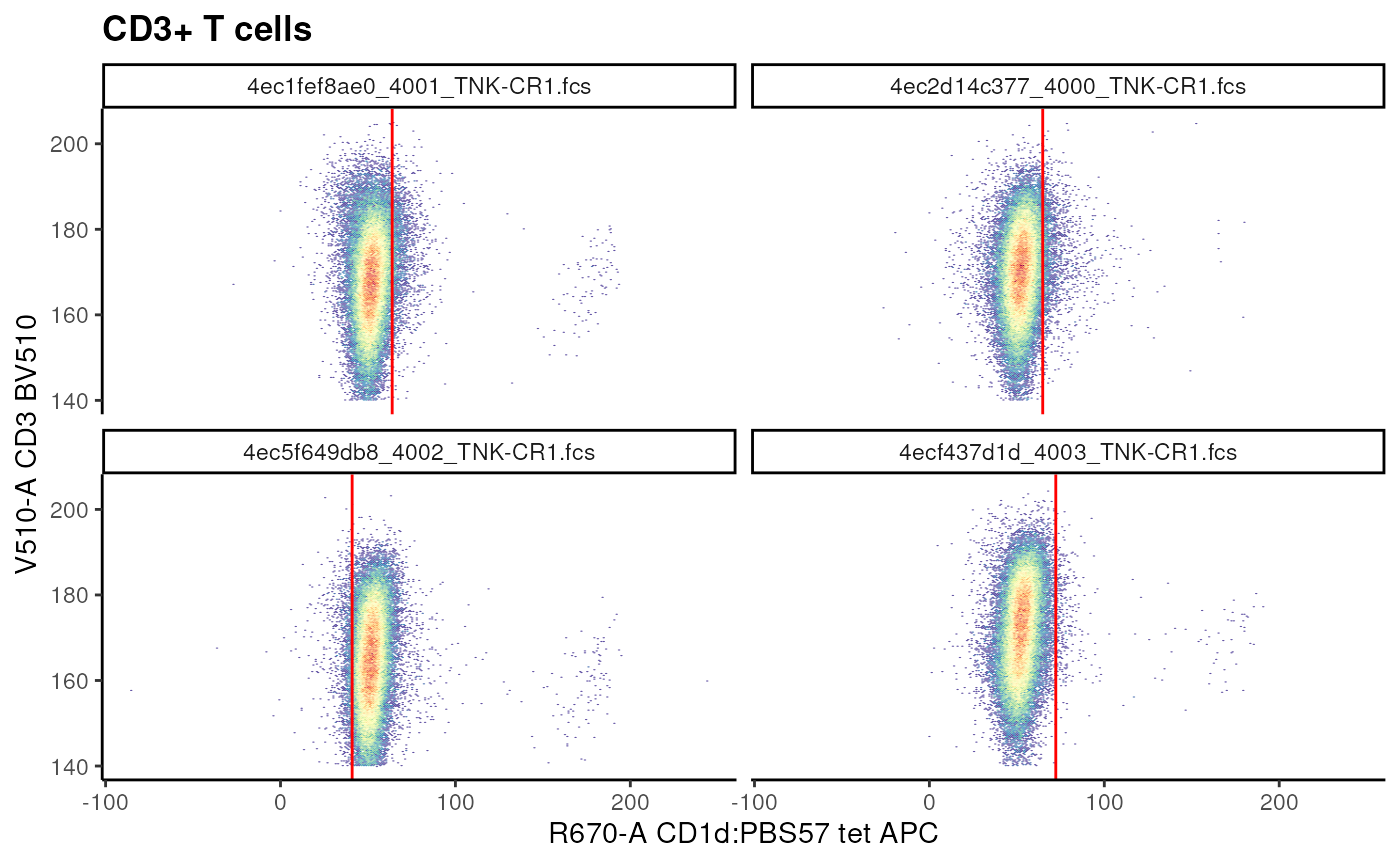 CD3+ T cells
4ec1fef8ae0_4001_TNK-CR1.fcs
4ec2d14c377_4000_TNK-CR1.fcs
200
180
160
140
4ec5f649db8_4002_TNK-CR1.fcs
4ecf437d1d_4003_TNK-CR1.fcs
200
180
160
140
V510-A CD3 BV510
-100 0 100 200
-100 0 100 200
R670-A CD1d:PBS57 tet APC